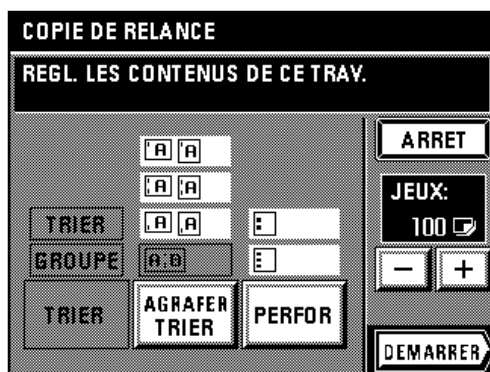 COPIE DE RELANCE
REGL. LES CONTENUS DE CE TRAV.
ARRET
JEUX:
100
TRIER
GROUPE
A B
TRIER
AGRAFER
TRIER
PERFOR
− +
DEMARRER
A A
A A
A A